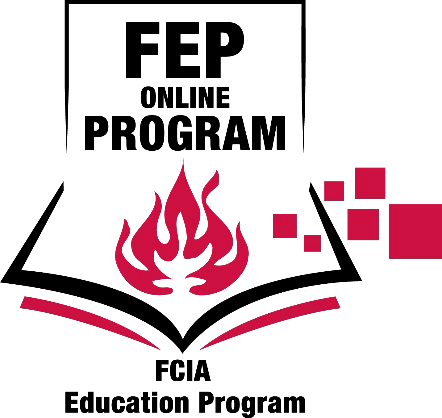 FEP
ONLINE
PROGRAM
FCIA
Education Program